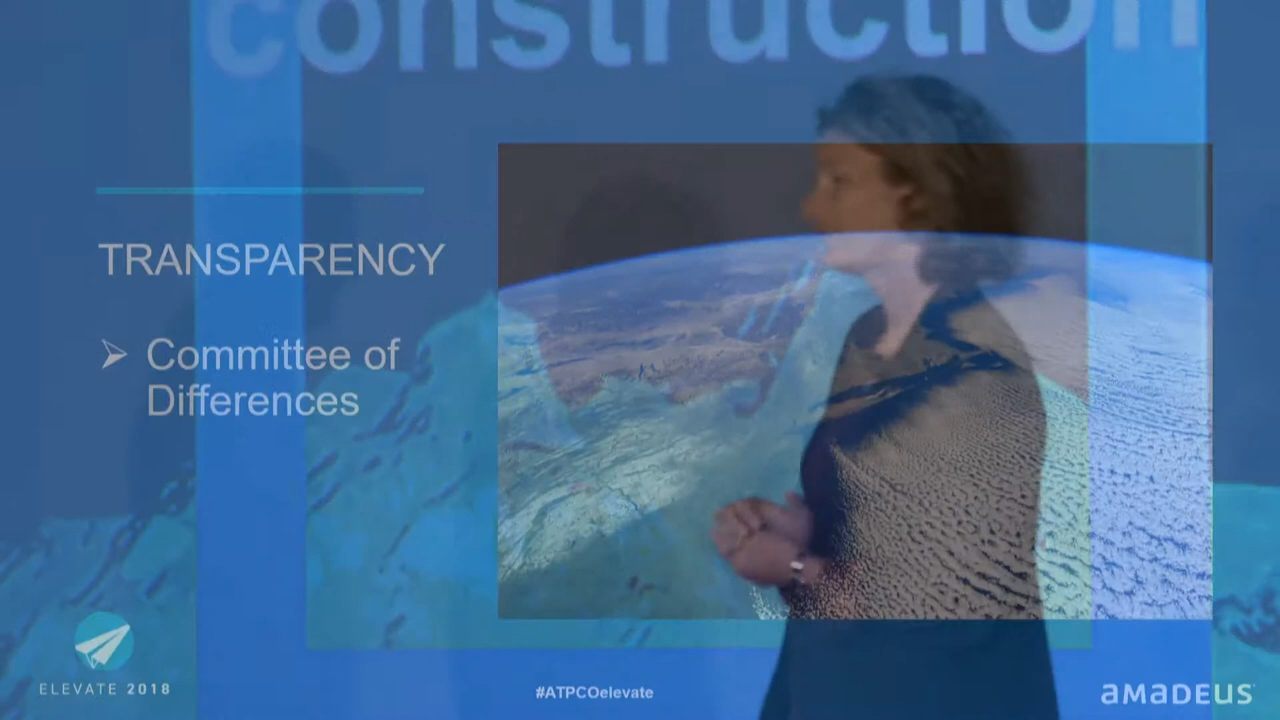 construction
TRANSPARENCY
➢ Committee of
Differences
ELEVATE 2018
#ATPCOelevate
amadeus